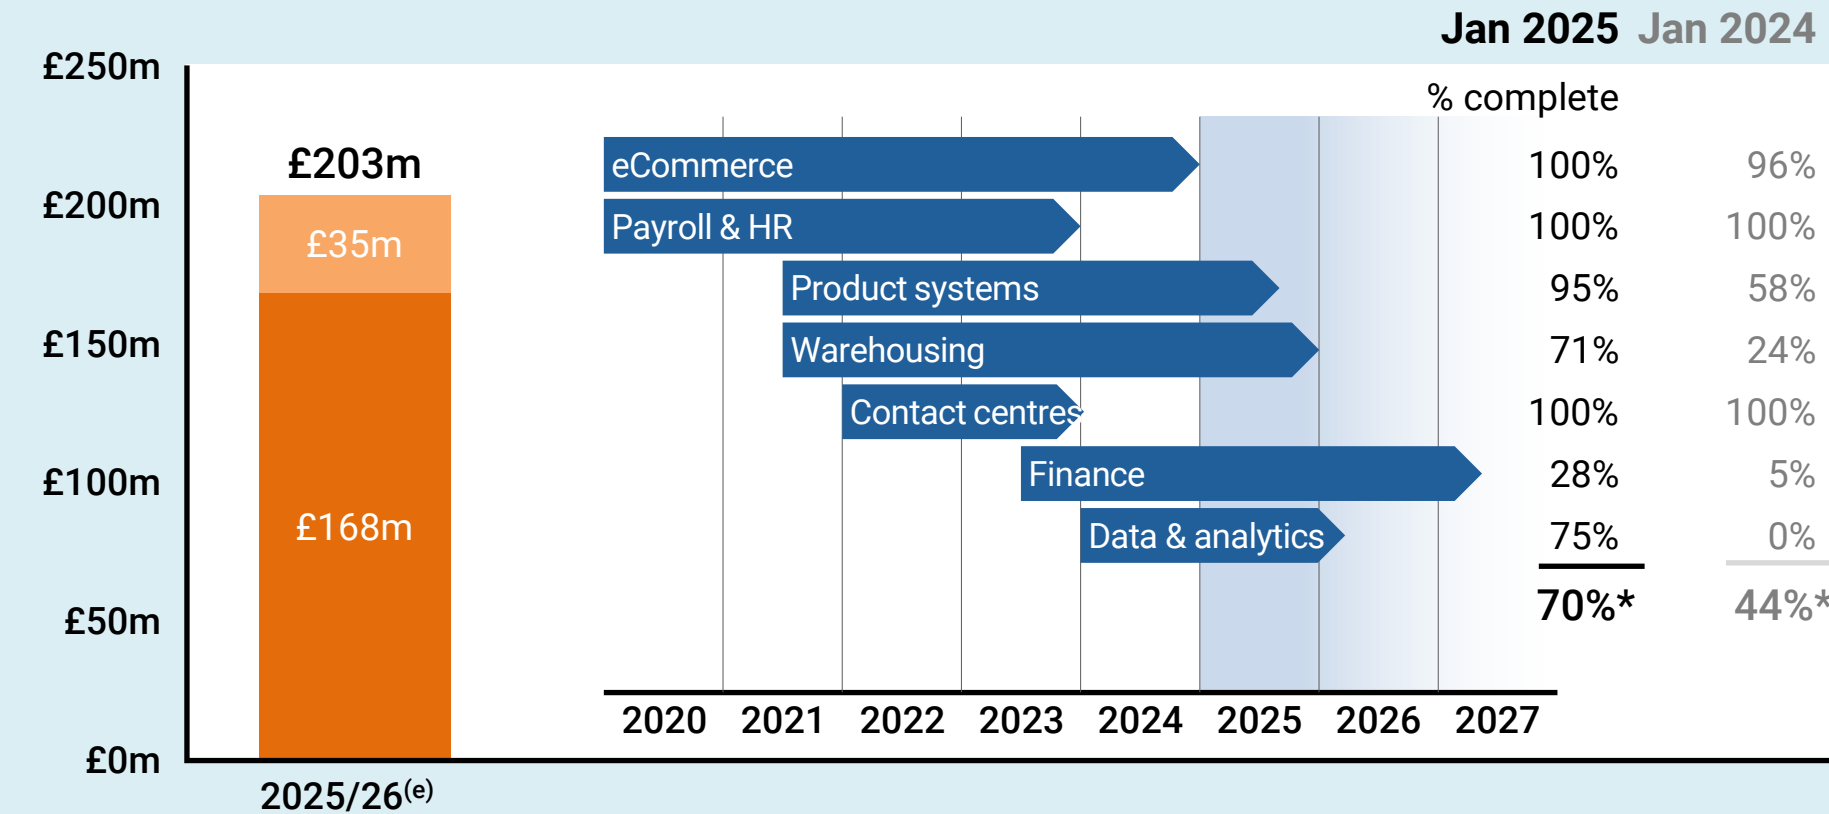 Jan 2025 Jan 2024
% complete
£250m
£200m
£150m
£100m
£50m
£0m
£203m
£35m
£168m
2025/26(e)
eCommerce 100% 96%
Payroll & HR 100% 100%
Product systems 95% 58%
Warehousing 71% 24%
Contact centres 100% 100%
Finance 28% 5%
Data & analytics 75% 0%
70%* 44%*
2020 2021 2022 2023 2024 2025 2026 2027